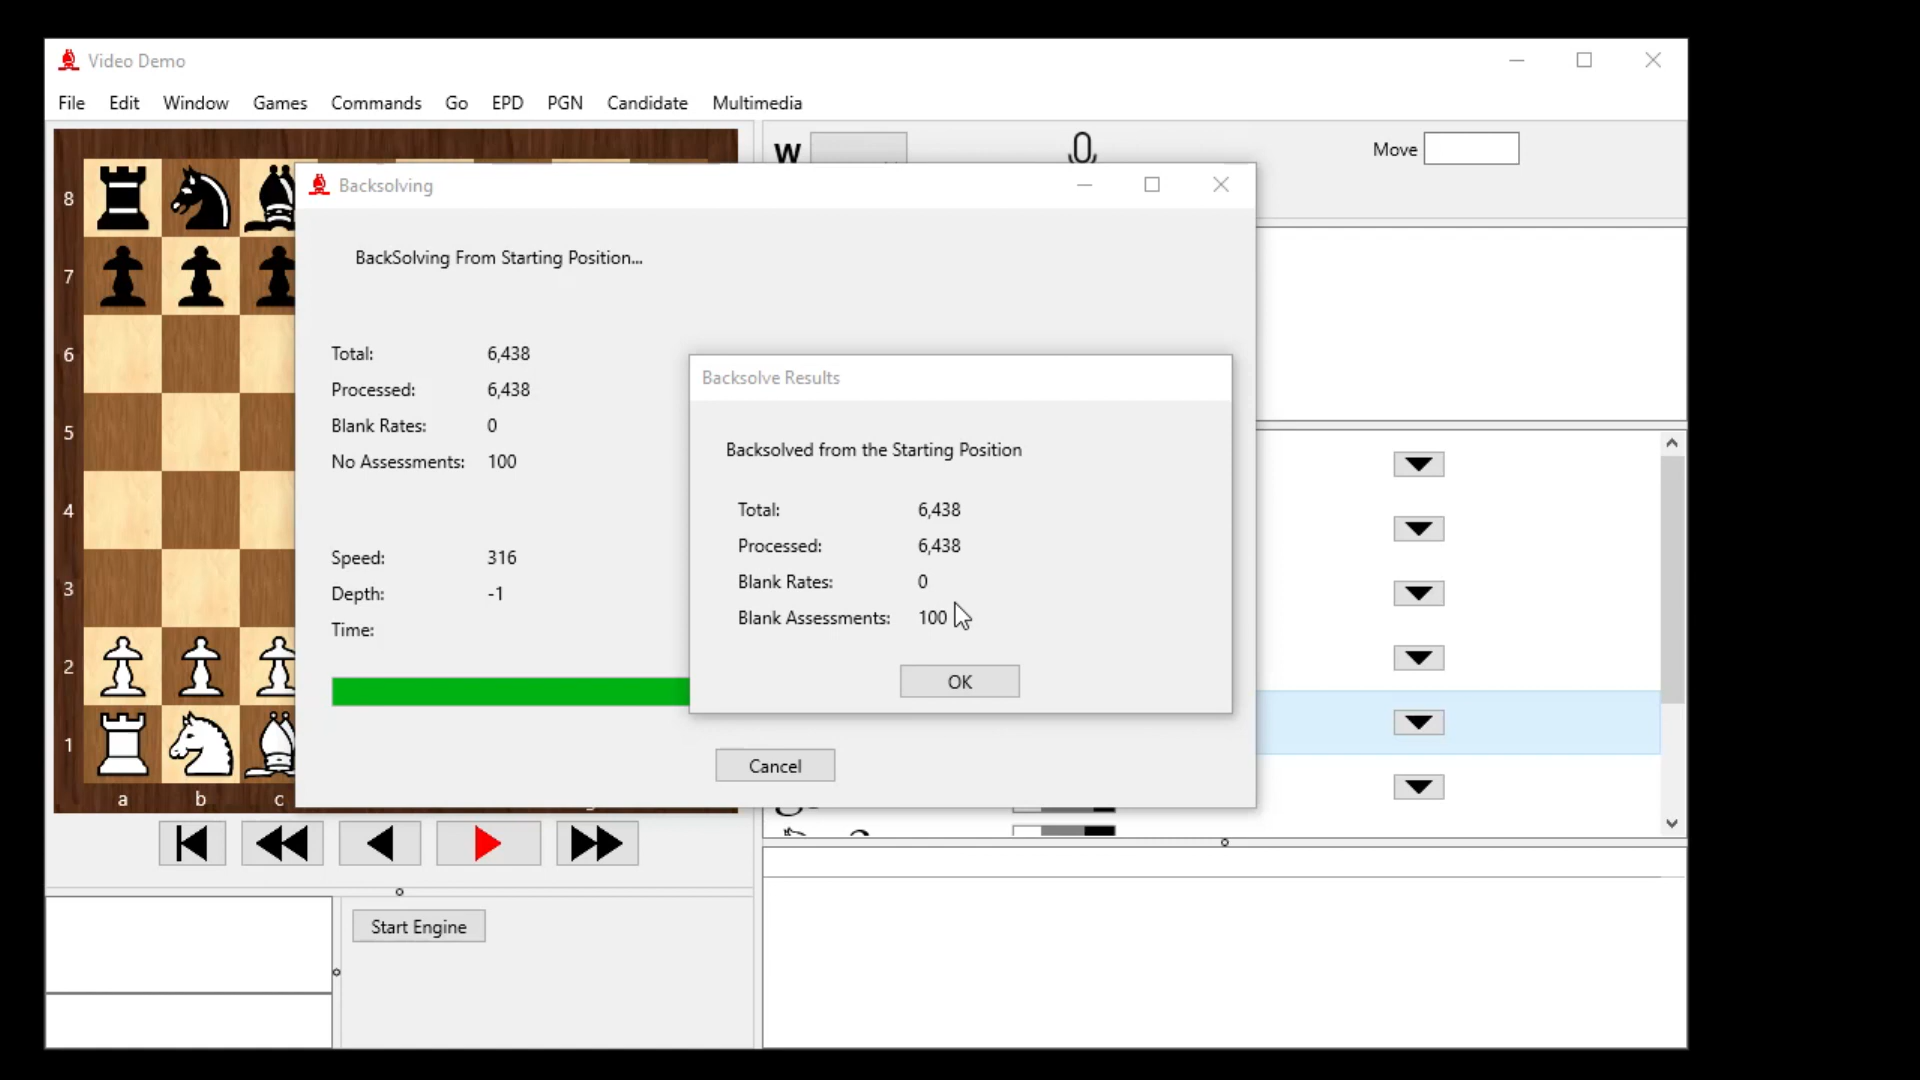 Video Demo
File Edit Window Games Commands Go EPD PGN Candidate Multimedia
W
Move
8
7
6
5
4
3
2
1
a b c
Backsolving
BackSolving From Starting Position...
Total: 6,438
Processed: 6,438
Blank Rates: 0
No Assessments: 100
Speed: 316
Depth: -1
Time:
Cancel
Backsolve Results
Backsolved from the Starting Position
Total: 6,438
Processed: 6,438
Blank Rates: 0
Blank Assessments: 100
OK
Start Engine